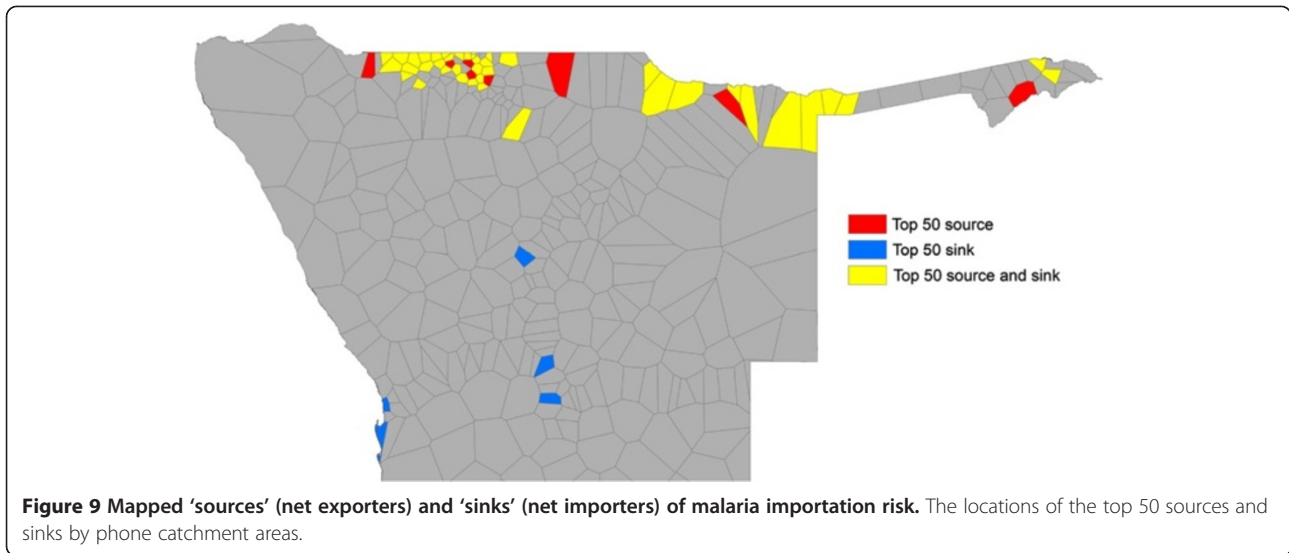 Top 50 source
Top 50 sink
Top 50 source and sink
Figure 9 Mapped ‘sources’ (net exporters) and ‘sinks’ (net importers) of malaria importation risk. The locations of the top 50 sources and
sinks by phone catchment areas.